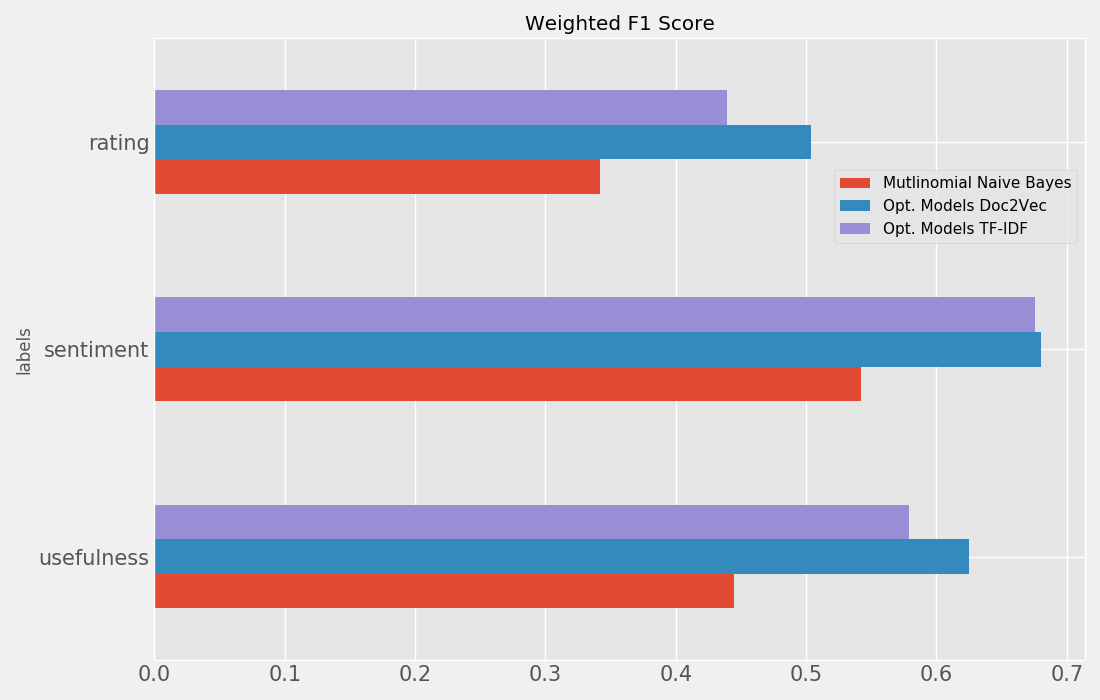 Weighted F1 Score
rating
Mutlinomial Naive Bayes
Opt. Models Doc2Vec
Opt. Models TF-IDF
labels
sentiment
usefulness
0.0 0.1 0.2 0.3 0.4 0.5 0.6 0.7